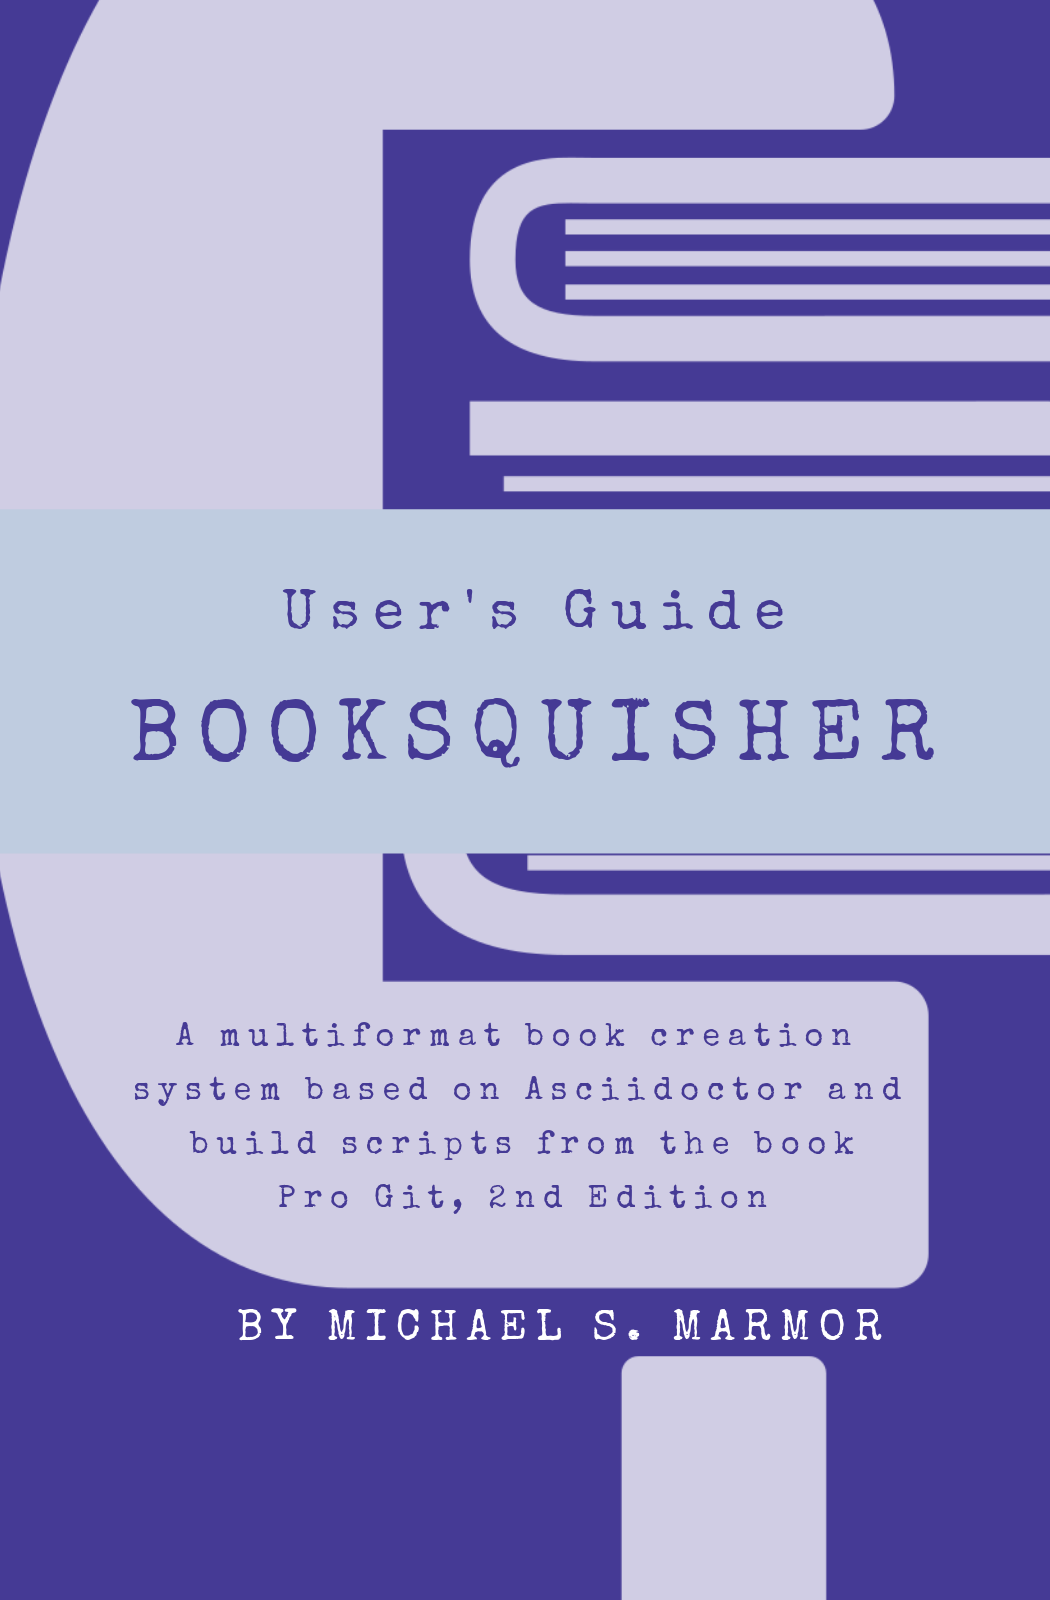 User's Guide
BOOKSQUISHER
A multiformat book creation
system based on Asciidoctor and
build scripts from the book
Pro Git, 2nd Edition
BY MICHAEL S. MARMOR